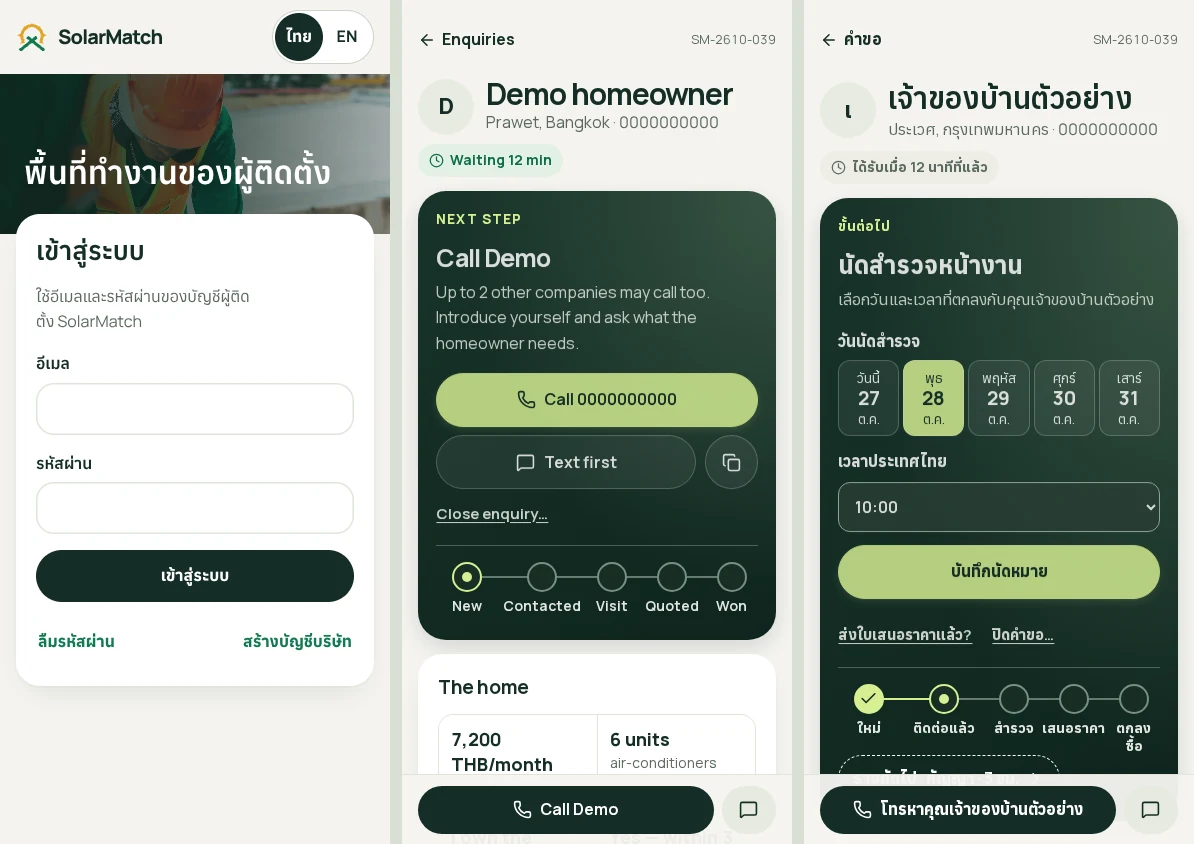 SolarMatch
ไทย EN
พื้นที่ทำงานของผู้ติดตั้ง
เข้าสู่ระบบ
ใช้อีเมลและรหัสผ่านของบัญชีผู้ติด
ตั้ง SolarMatch
อีเมล
รหัสผ่าน
เข้าสู่ระบบ
ลืมรหัสผ่าน สร้างบัญชีบริษัท
← Enquiries SM-2610-039
D
Demo homeowner
Prawet, Bangkok · 0000000000
Waiting 12 min
NEXT STEP
Call Demo
Up to 2 other companies may call too.
Introduce yourself and ask what the
homeowner needs.
Call 0000000000
Text first
Close enquiry…
New Contacted Visit Quoted Won
The home
7,200 6 units
THB/month air-conditioners
Call Demo
I own the Yes — within 3
← คำขอ SM-2610-039
เ
เจ้าของบ้านตัวอย่าง
ประเวศ, กรุงเทพมหานคร · 0000000000
ได้รับเมื่อ 12 นาทีที่แล้ว
ขั้นต่อไป
นัดสำรวจหน้างาน
เลือกวันและเวลาที่ตกลงกับคุณเจ้าของบ้านตัวอย่าง
วันนัดสำรวจ
วันนี้ พุธ พฤหัส ศุกร์ เสาร์
27 28 29 30 31
ต.ค. ต.ค. ต.ค. ต.ค. ต.ค.
เวลาประเทศไทย
10:00
บันทึกนัดหมาย
ส่งใบเสนอราคาแล้ว? ปิดคำขอ…
ใหม่ ติดต่อแล้ว สำรวจ เสนอราคา ตกลง
ซื้อ
โทรหาคุณเจ้าของบ้านตัวอย่าง